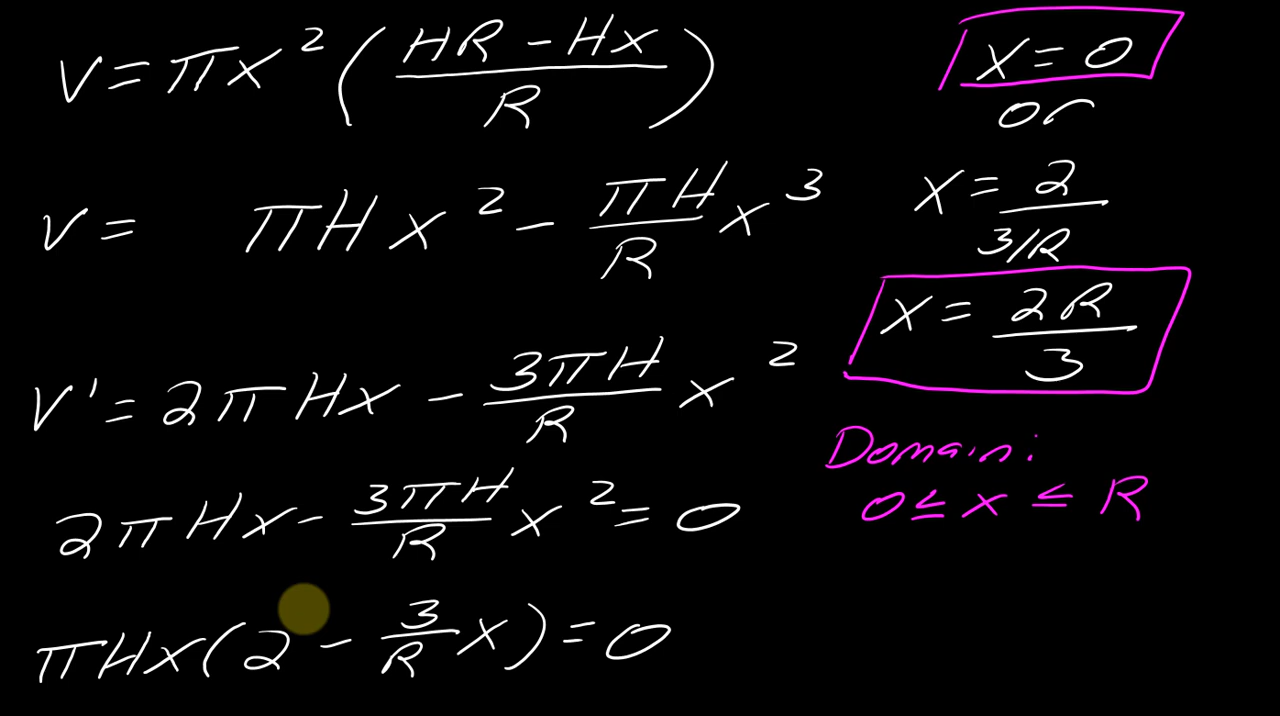 V = πx²((HR - Hx)/R)
V = πHx² - (πH/R)x³
V' = 2πHx - (3πH/R)x²
2πHx - (3πH/R)x² = 0
πHx(2 - (3/R)x) = 0
x = 0
or
x = 2/(3/R)
x = 2R/3
Domain:
0 ≤ x ≤ R